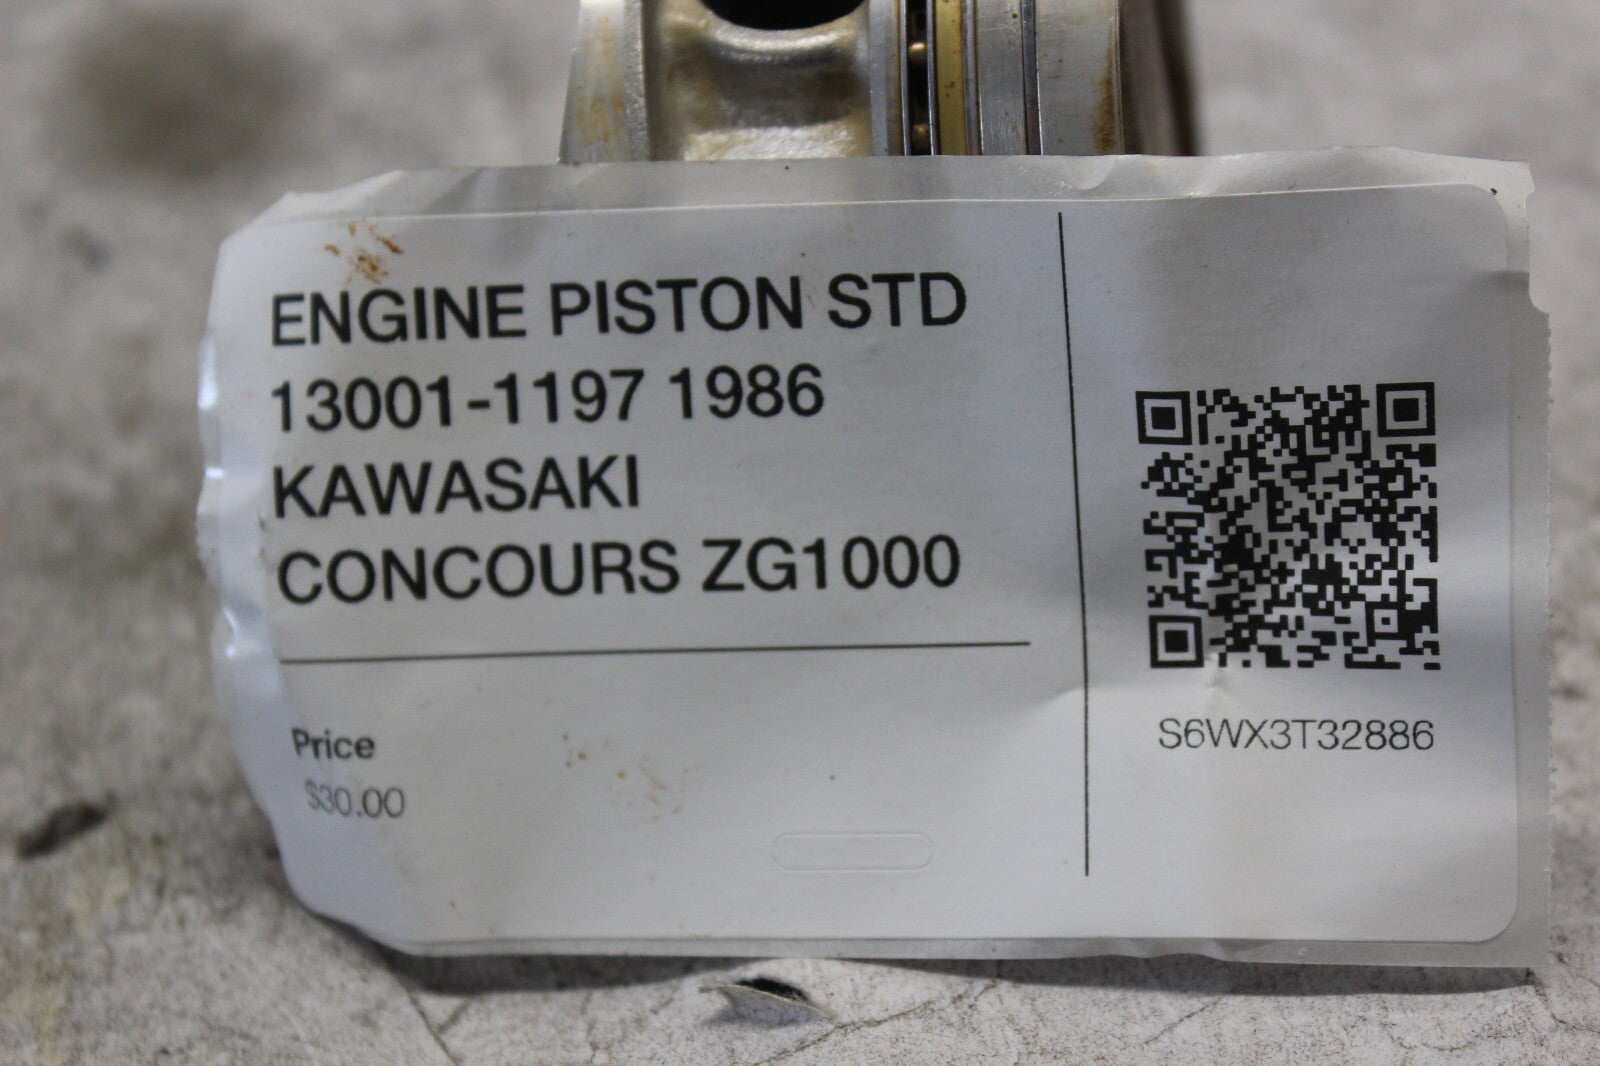 ENGINE PISTON STD
13001-1197 1986
KAWASAKI
CONCOURS ZG1000
Price
$30.00
S6WX3T32886